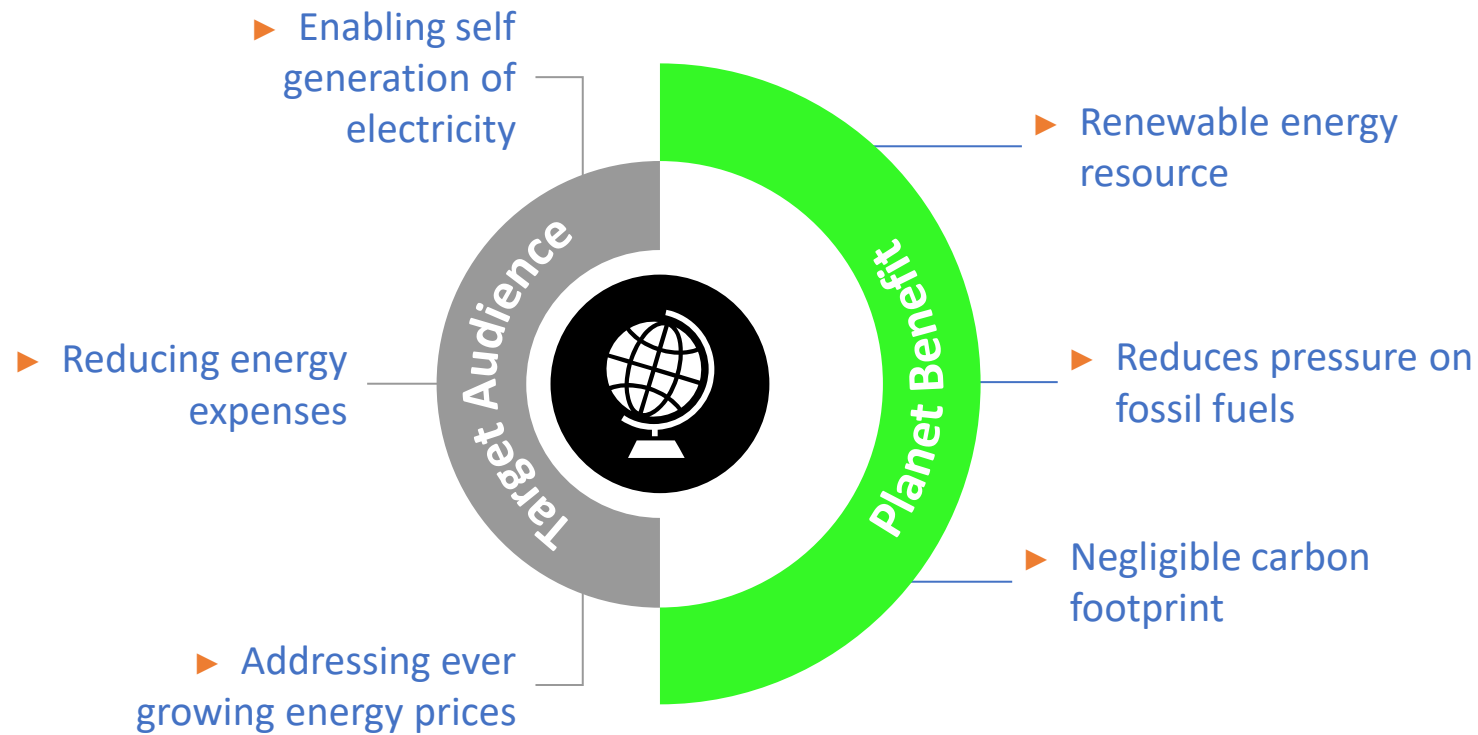 ► Enabling self
generation of
electricity
► Reducing energy
expenses
► Addressing ever
growing energy prices
Target Audience
Planet Benefit
► Renewable energy
resource
► Reduces pressure on
fossil fuels
► Negligible carbon
footprint